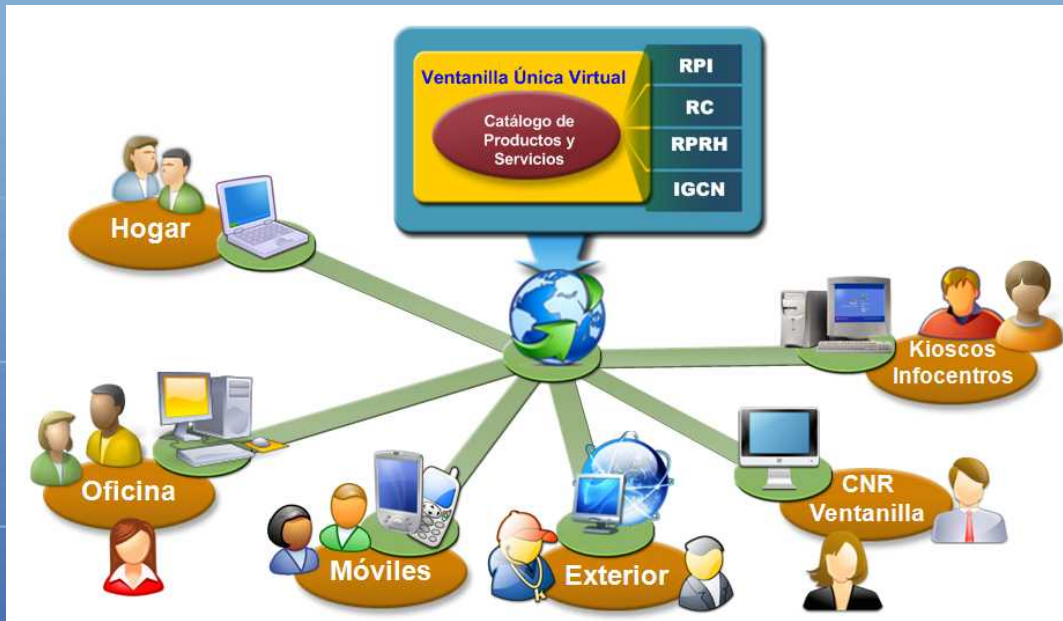 Ventanilla Única Virtual
Catálogo de
Productos y
Servicios
RPI
RC
RPRH
IGCN
Hogar
Kioscos
Infocentros
Oficina
CNR
Ventanilla
Móviles
Exterior